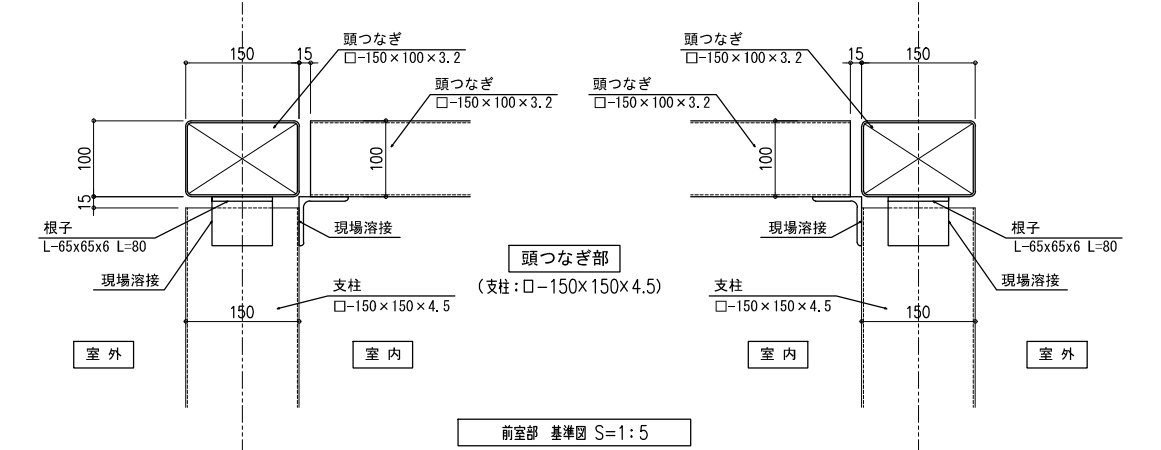 頭つなぎ
□-150×100×3.2
150
15
頭つなぎ
□-150×100×3.2
100
100
15
根子
L-65x65x6 L=80
現場溶接
現場溶接
支柱
□-150×150×4.5
150
室外
室内
頭つなぎ部
(支柱:□-150×150×4.5)
頭つなぎ
□-150×100×3.2
15
150
頭つなぎ
□-150×100×3.2
100
現場溶接
根子
L-65x65x6 L=80
現場溶接
支柱
□-150×150×4.5
150
室内
室外
前室部 基準図 S=1:5